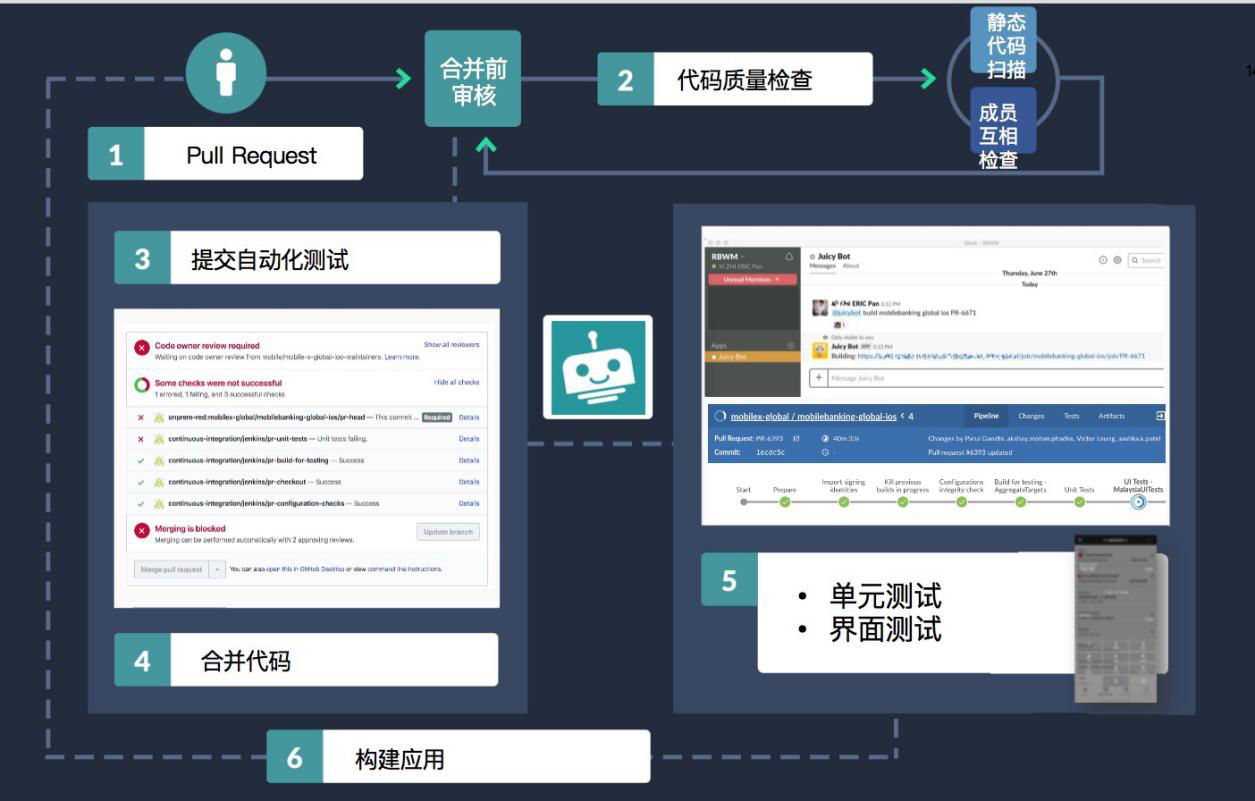 静态
代码
扫描
合并前
审核
2
代码质量检查
成员
互相
检查
1
Pull Request
3
提交自动化测试
Code owner review required
Show all reviewers
Waiting on code owner review from mobile/mobile-x-global-ios-maintainers. Learn more.
Some checks were not successful
Hide all checks
1 errored, 1 failing, and 3 successful checks
onprem-red:mobilex-global/mobilebanking-global-ios/pr-head — This commit ... Required Details
continuous-integration/jenkins/pr-unit-tests — Unit tests failing. Details
continuous-integration/jenkins/pr-build-for-testing — Success Details
continuous-integration/jenkins/pr-checkout — Success Details
continuous-integration/jenkins/pr-configuration-checks — Success Details
Merging is blocked
Merging can be performed automatically with 2 approving reviews.
Update branch
Merge pull request
You can also open this in GitHub Desktop or view command line instructions.
4
合并代码
Slack - RBWM
RBWM
XI ZHI ERIC Pan
Unread Mentions
Apps
Juicy Bot
Juicy Bot
Messages About
Search
Thursday, June 27th
Today
ERIC Pan 3:12 PM
@juicybot build mobilebanking global ios PR-6671
1
Only visible to you
Juicy Bot APP 3:12 PM
Building: https://
/job/mobilebanking-global-ios/job/PR-6671
Message Juicy Bot
mobilex-global / mobilebanking-global-ios < 4
Pipeline Changes Tests Artifacts
Pull Request: PR-6393
40m 33s
Changes by Parul Gandhi, akshay.mohan.phadke, Victor Leung, aashka.k.patel
Commit: 1ecdc5c
-
Pull request #6393 updated
Start
Prepare
Import signing identities
Kill previous builds in progress
Configurations integrity check
Build for testing - AggregateTargets
Unit Tests
UI Tests - MalaysiaUITests
5
• 单元测试
• 界面测试
6
构建应用